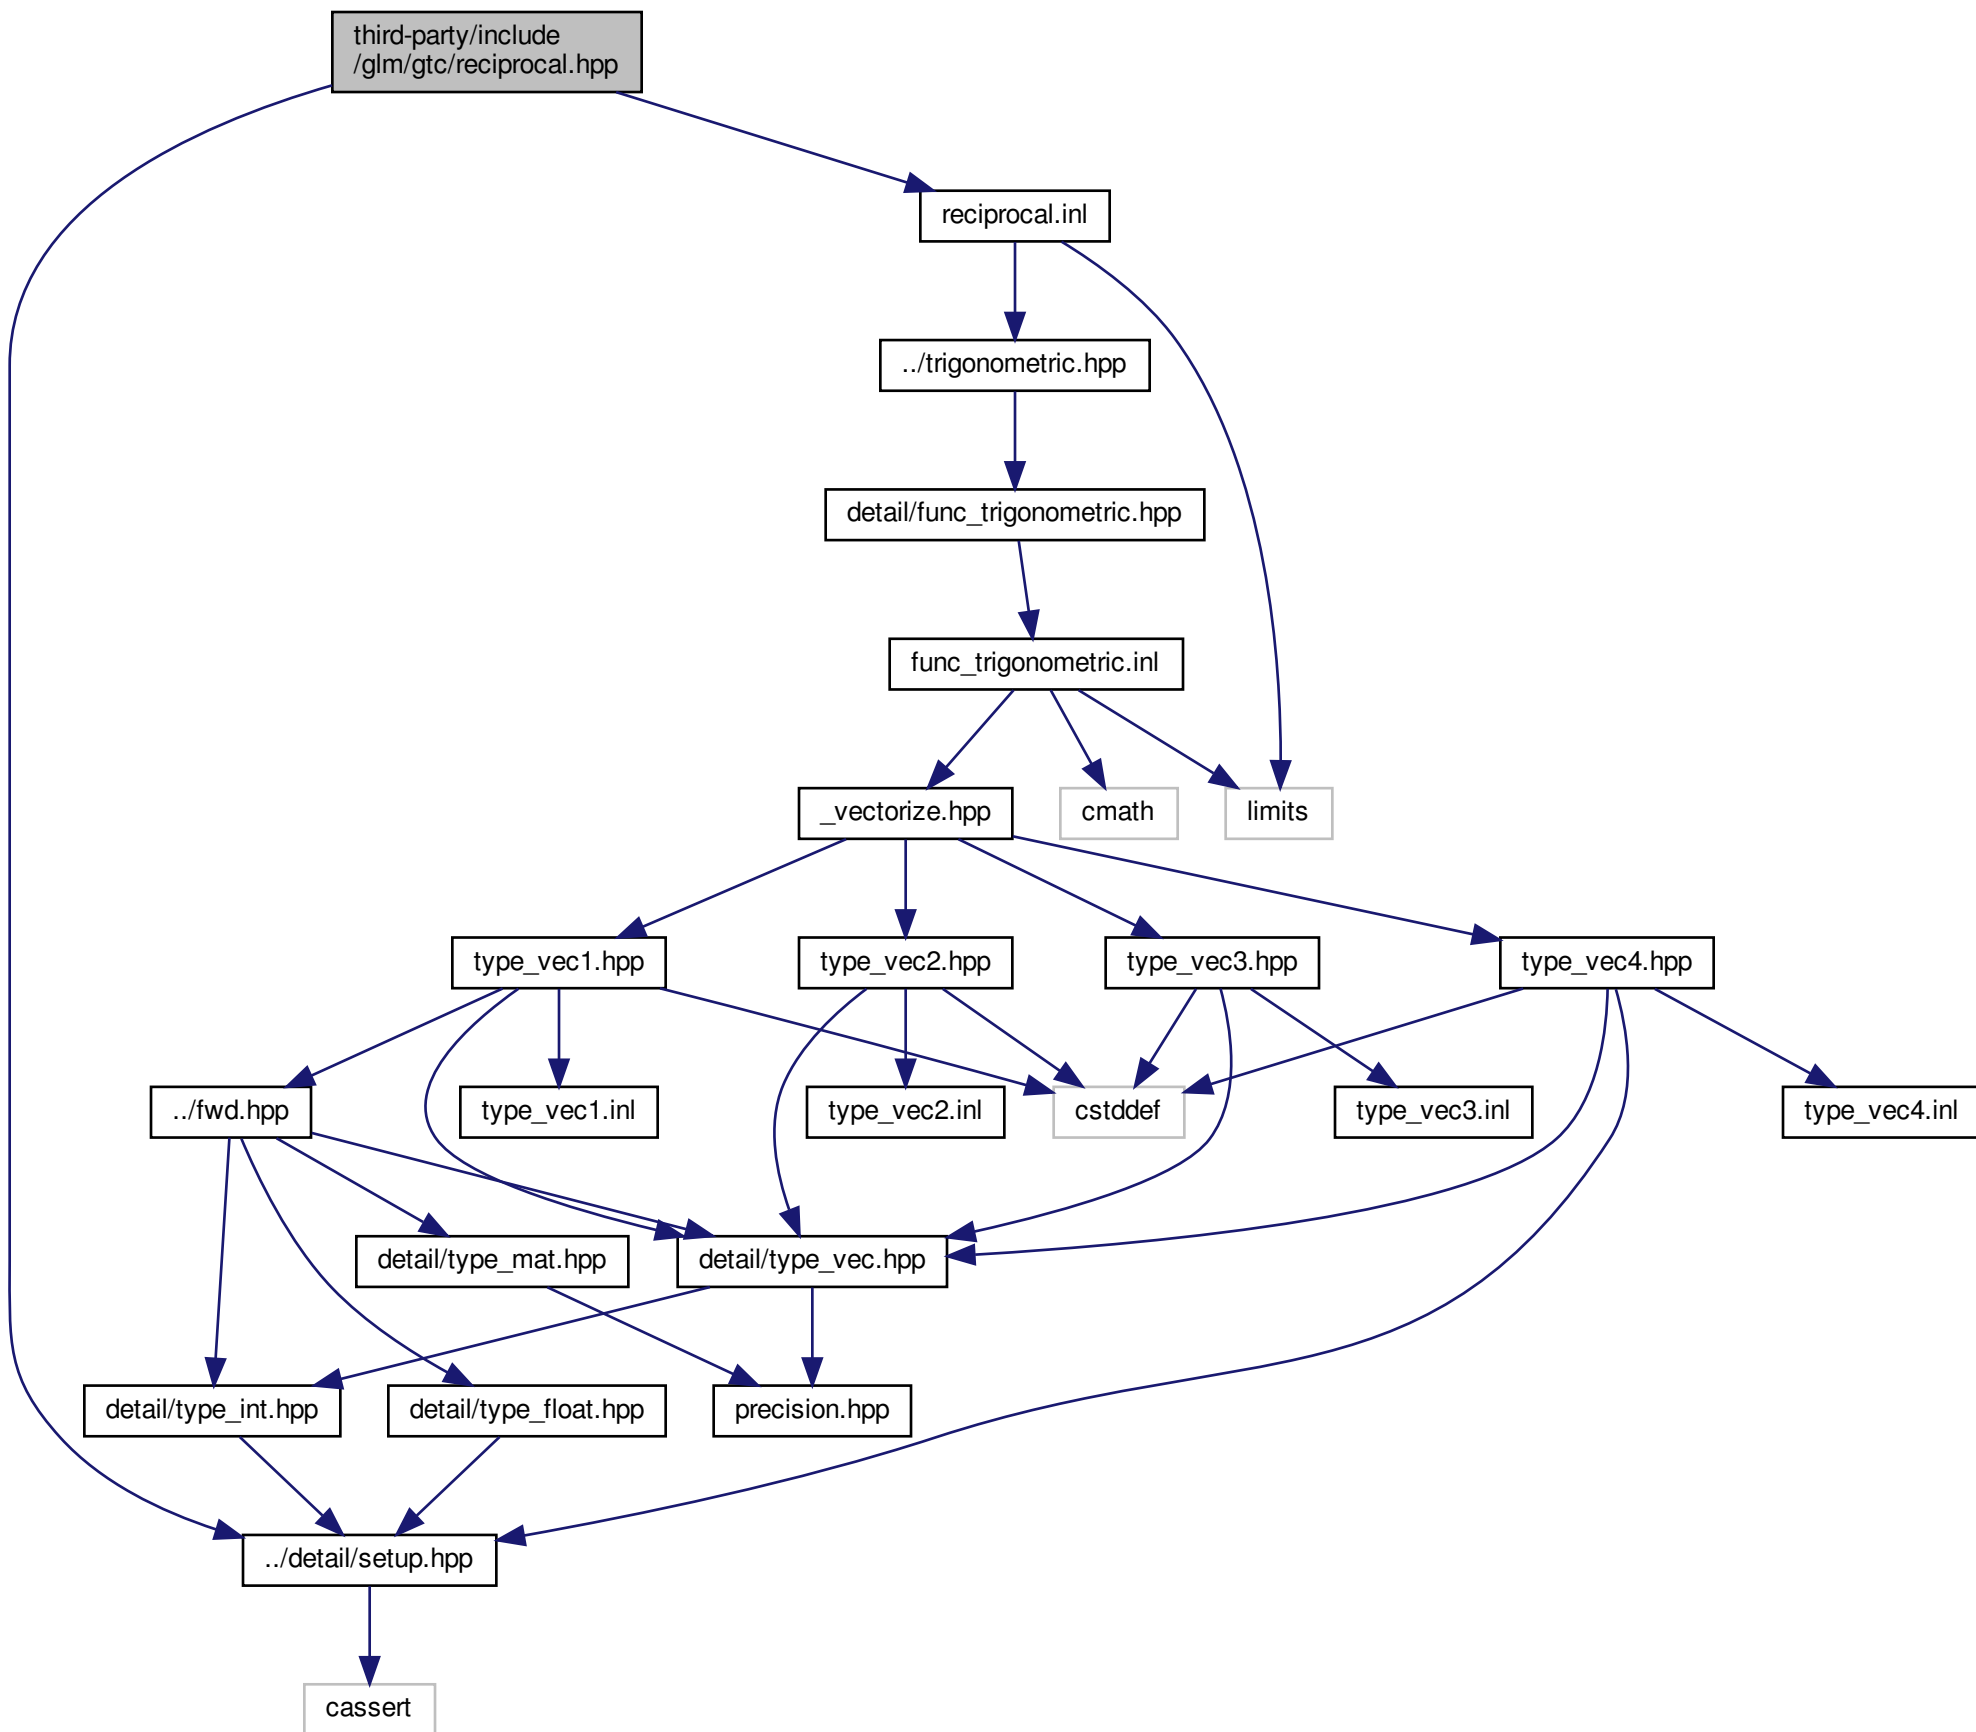 third-party/include
/glm/gtc/reciprocal.hpp
reciprocal.inl
../trigonometric.hpp
detail/func_trigonometric.hpp
func_trigonometric.inl
_vectorize.hpp
cmath
limits
type_vec1.hpp
type_vec2.hpp
type_vec3.hpp
type_vec4.hpp
../fwd.hpp
type_vec1.inl
type_vec2.inl
cstddef
type_vec3.inl
type_vec4.inl
detail/type_mat.hpp
detail/type_vec.hpp
detail/type_int.hpp
detail/type_float.hpp
precision.hpp
../detail/setup.hpp
cassert